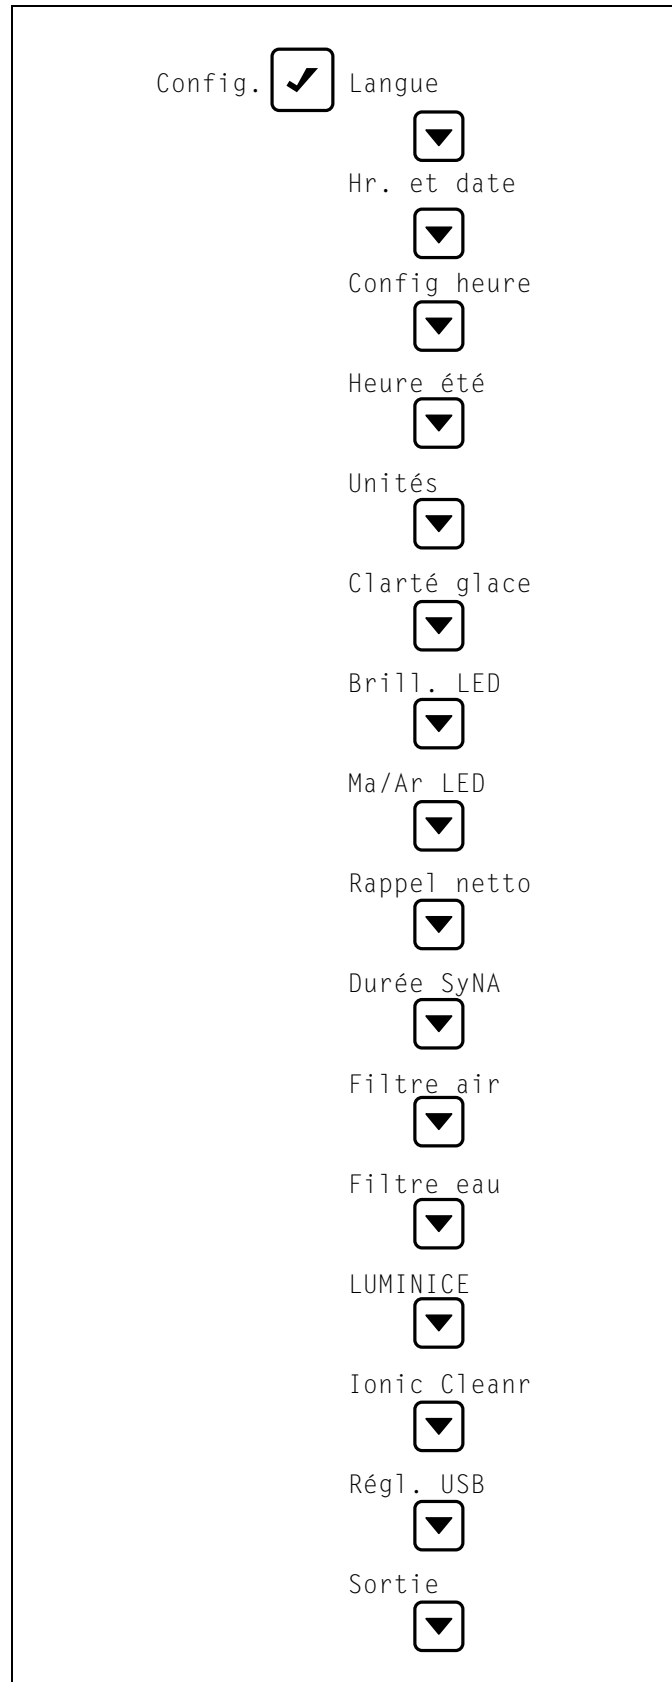 Config. Langue
Hr. et date
Config heure
Heure été
Unités
Clarté glace
Brill. LED
Ma/Ar LED
Rappel netto
Durée SyNA
Filtre air
Filtre eau
LUMINICE
Ionic Cleanr
Régl. USB
Sortie